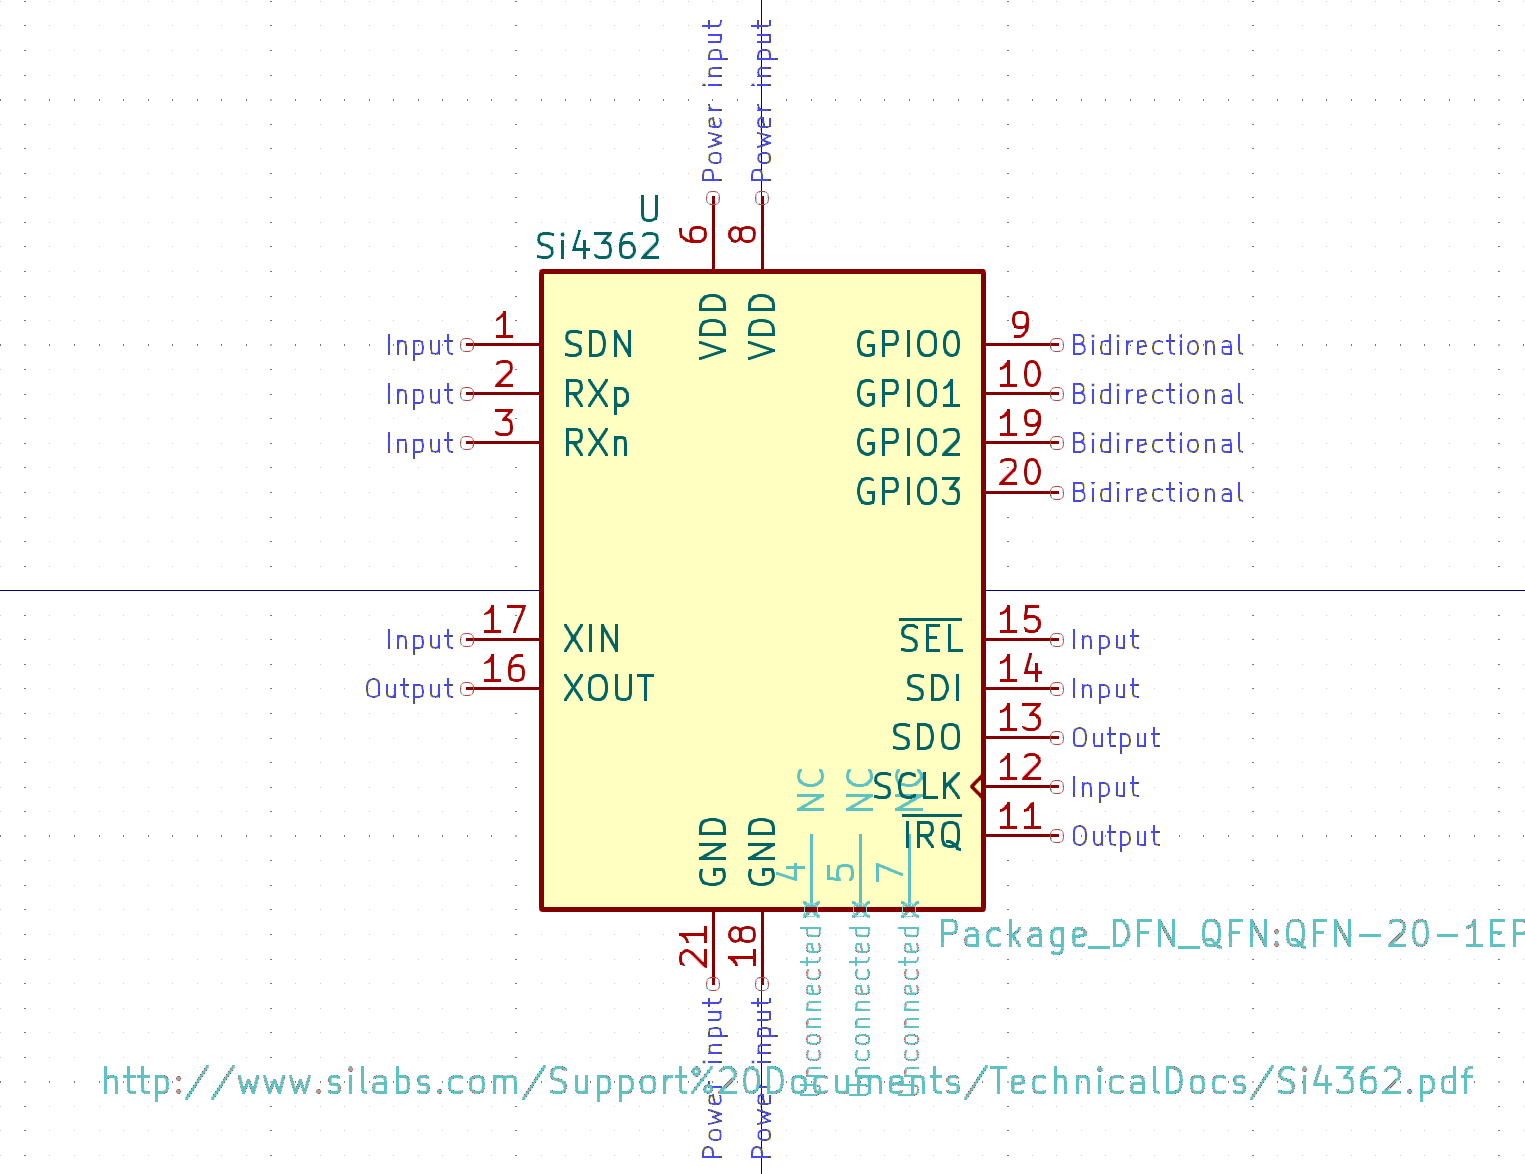 Power input
Power input
U
Si4362
6
8
VDD
VDD
Input 1 SDN
Input 2 RXp
Input 3 RXn
GPIO0 9 Bidirectional
GPIO1 10 Bidirectional
GPIO2 19 Bidirectional
GPIO3 20 Bidirectional
Input 17 XIN
Output 16 XOUT
SEL 15 Input
SDI 14 Input
SDO 13 Output
SCLK 12 Input
IRQ 11 Output
NC
NC
NC
GND
GND
4
5
7
21
18
Package_DFN_QFN:QFN-20-1EP
Unconnected
Unconnected
Unconnected
Power input
Power input
http://www.silabs.com/Support%20Documents/TechnicalDocs/Si4362.pdf